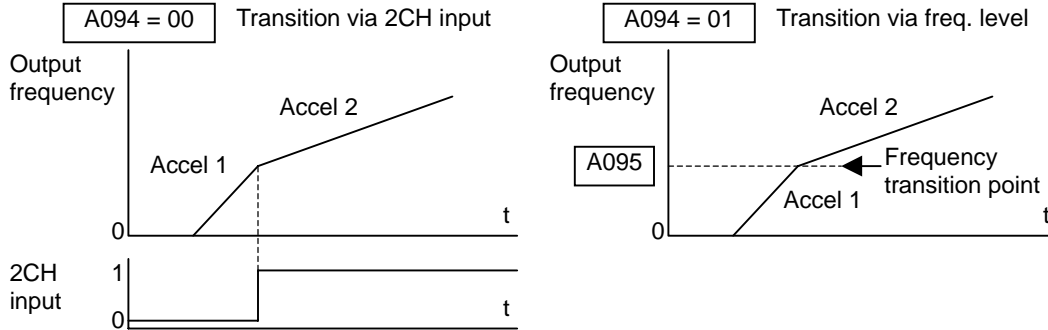 A094 = 00
Transition via 2CH input
Output
frequency
Accel 2
Accel 1
t
0
2CH
input
1
t
0
A094 = 01
Transition via freq. level
Output
frequency
Accel 2
A095
Frequency
transition point
Accel 1
t
0